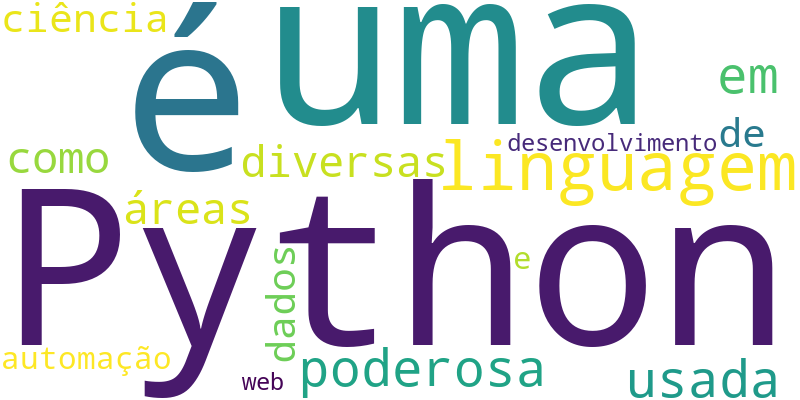 ciência
é
uma
em
como
diversas
desenvolvimento
de
linguagem
áreas
Python
dados
e
automação
web
poderosa
usada